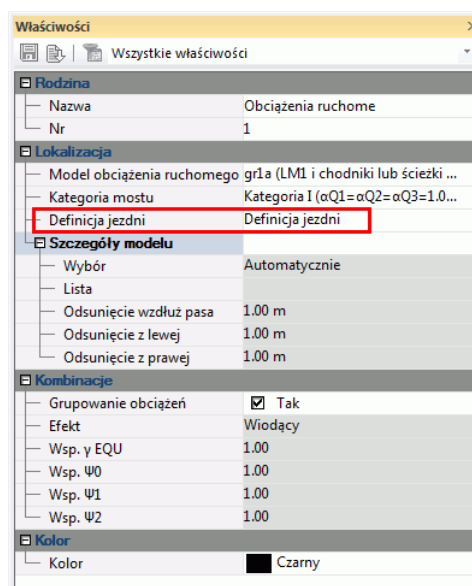 Właściwości
Wszystkie właściwości
Rodzina
Nazwa Obciążenia ruchome
Nr 1
Lokalizacja
Model obciążenia ruchomego gr1a (LM1 i chodniki lub ścieżki ...
Kategoria mostu Kategoria I (αQ1=αQ2=αQ3=1.0...
Definicja jezdni Definicja jezdni
Szczegóły modelu
Wybór Automatycznie
Lista
Odsunięcie wzdłuż pasa 1.00 m
Odsunięcie z lewej 1.00 m
Odsunięcie z prawej 1.00 m
Kombinacje
Grupowanie obciążeń Tak
Efekt Wiodący
Wsp. γ EQU 1.00
Wsp. Ψ0 1.00
Wsp. Ψ1 1.00
Wsp. Ψ2 1.00
Kolor
Kolor Czarny